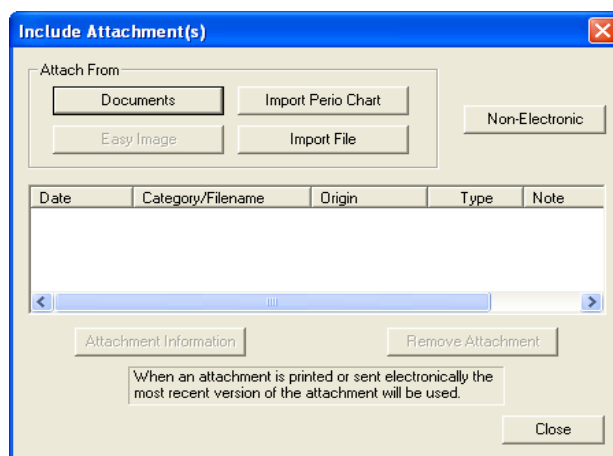 Include Attachment(s)
Attach From
Documents
Import Perio Chart
Easy Image
Import File
Non-Electronic
Date Category/Filename Origin Type Note
Attachment Information
Remove Attachment
When an attachment is printed or sent electronically the
most recent version of the attachment will be used.
Close